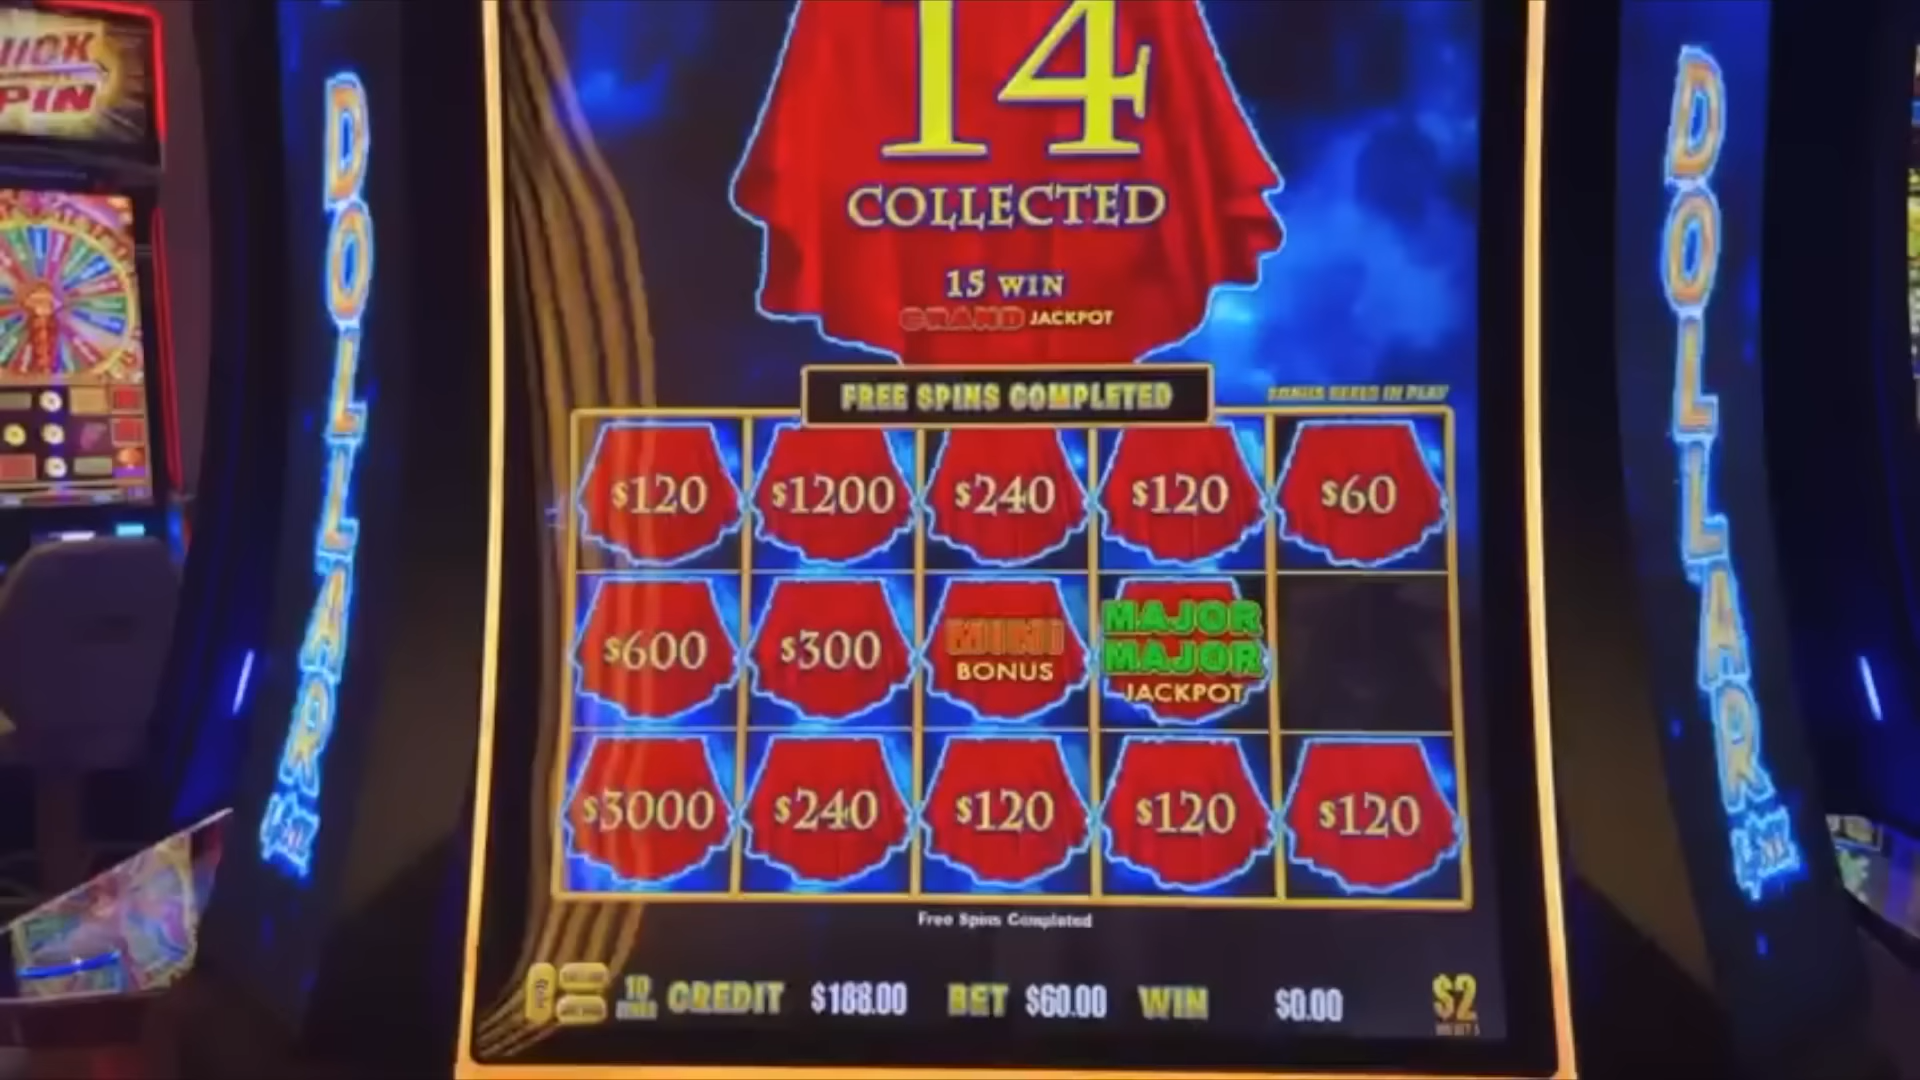 14
COLLECTED
15 WIN
GRAND JACKPOT
FREE SPINS COMPLETED
BONUS REELS IN PLAY
$120 $1200 $240 $120 $60
$600 $300 MINI BONUS MAJOR MAJOR JACKPOT
$3000 $240 $120 $120 $120
Free Spins Completed
CREDIT $188.00 BET $60.00 WIN $0.00 $2
DOLLAR
DOLLAR
PIN